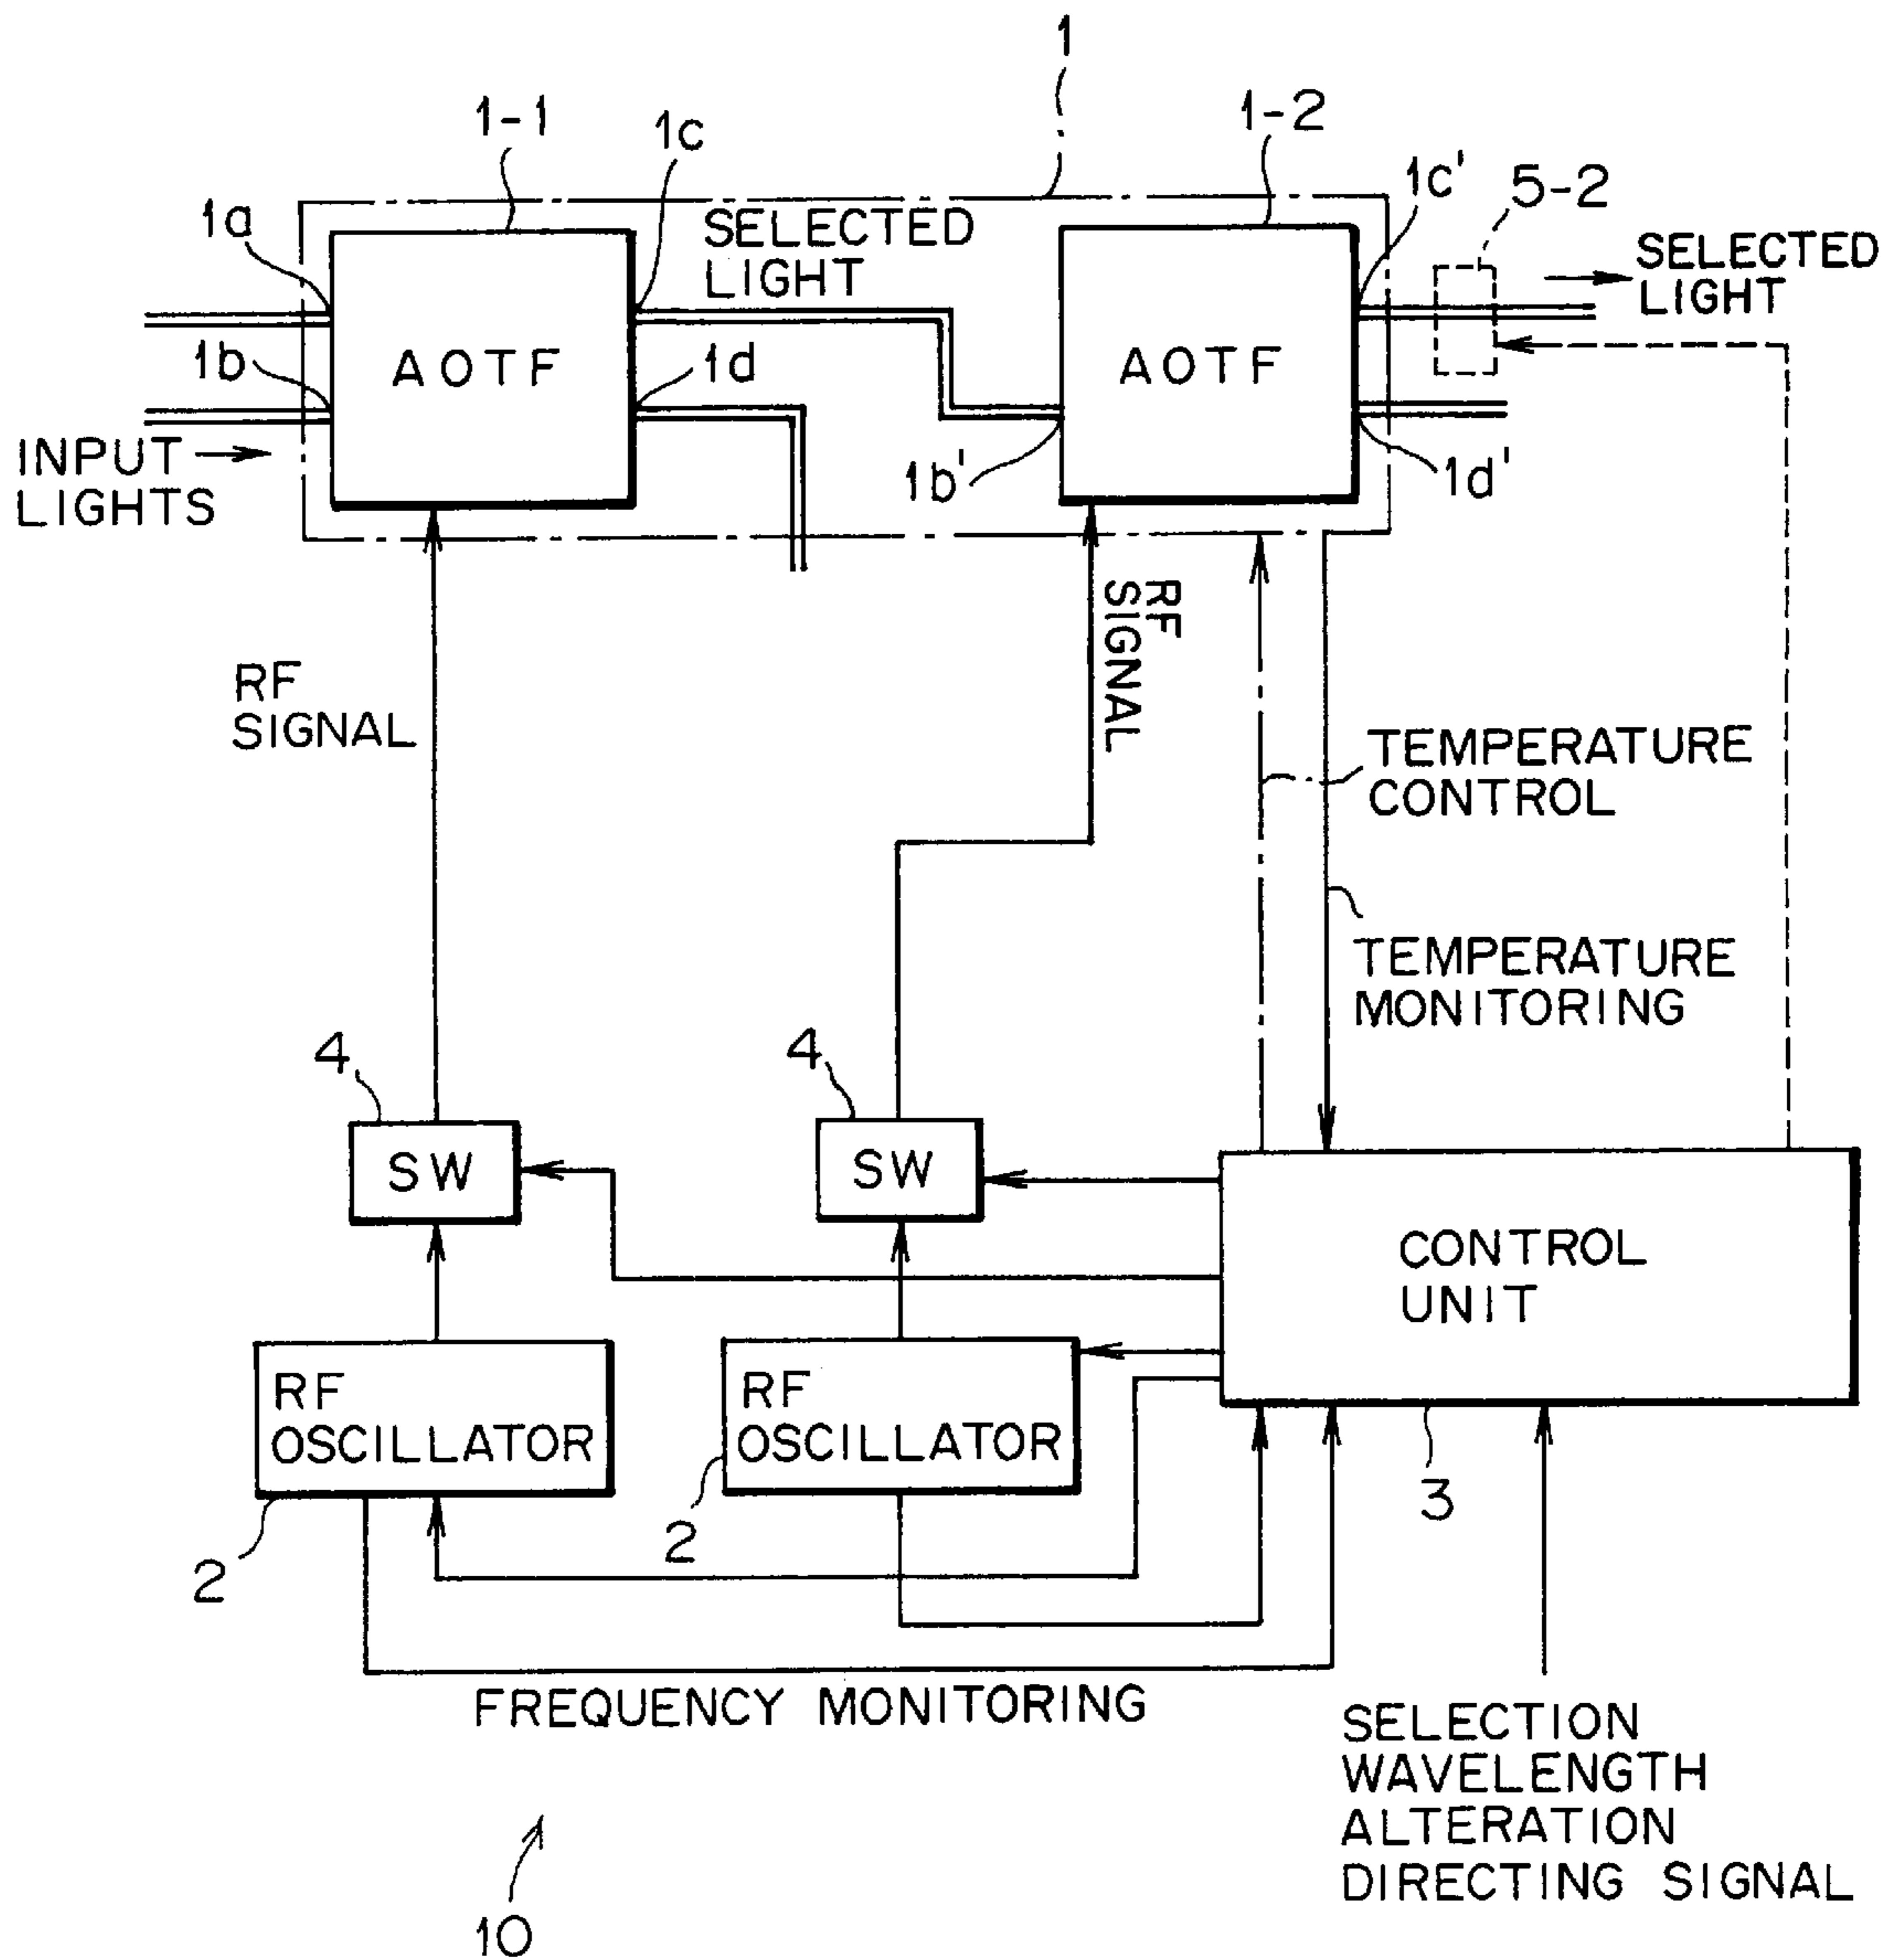 1
1-1
1c
1-2
1c'
5-2
1a
SELECTED
LIGHT
SELECTED
LIGHT
1b
AOTF
1d
AOTF
INPUT
LIGHTS
1b'
1d'
RF
SIGNAL
RF
SIGNAL
TEMPERATURE
CONTROL
TEMPERATURE
MONITORING
4
4
SW
SW
CONTROL
UNIT
RF
OSCILLATOR
RF
OSCILLATOR
3
2
2
FREQUENCY MONITORING
SELECTION
WAVELENGTH
ALTERATION
DIRECTING SIGNAL
10